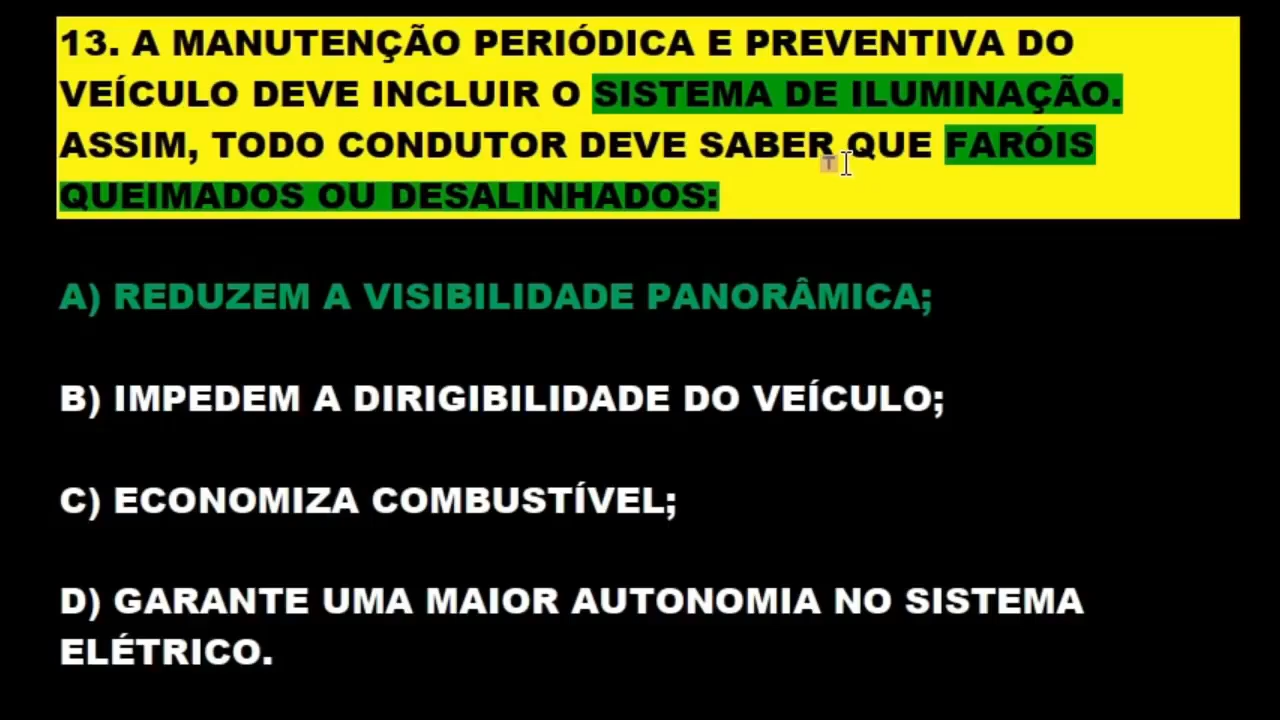 13. A MANUTENÇÃO PERIÓDICA E PREVENTIVA DO
VEÍCULO DEVE INCLUIR O SISTEMA DE ILUMINAÇÃO.
ASSIM, TODO CONDUTOR DEVE SABER QUE FARÓIS
QUEIMADOS OU DESALINHADOS:
A) REDUZEM A VISIBILIDADE PANORÂMICA;
B) IMPEDEM A DIRIGIBILIDADE DO VEÍCULO;
C) ECONOMIZA COMBUSTÍVEL;
D) GARANTE UMA MAIOR AUTONOMIA NO SISTEMA
ELÉTRICO.